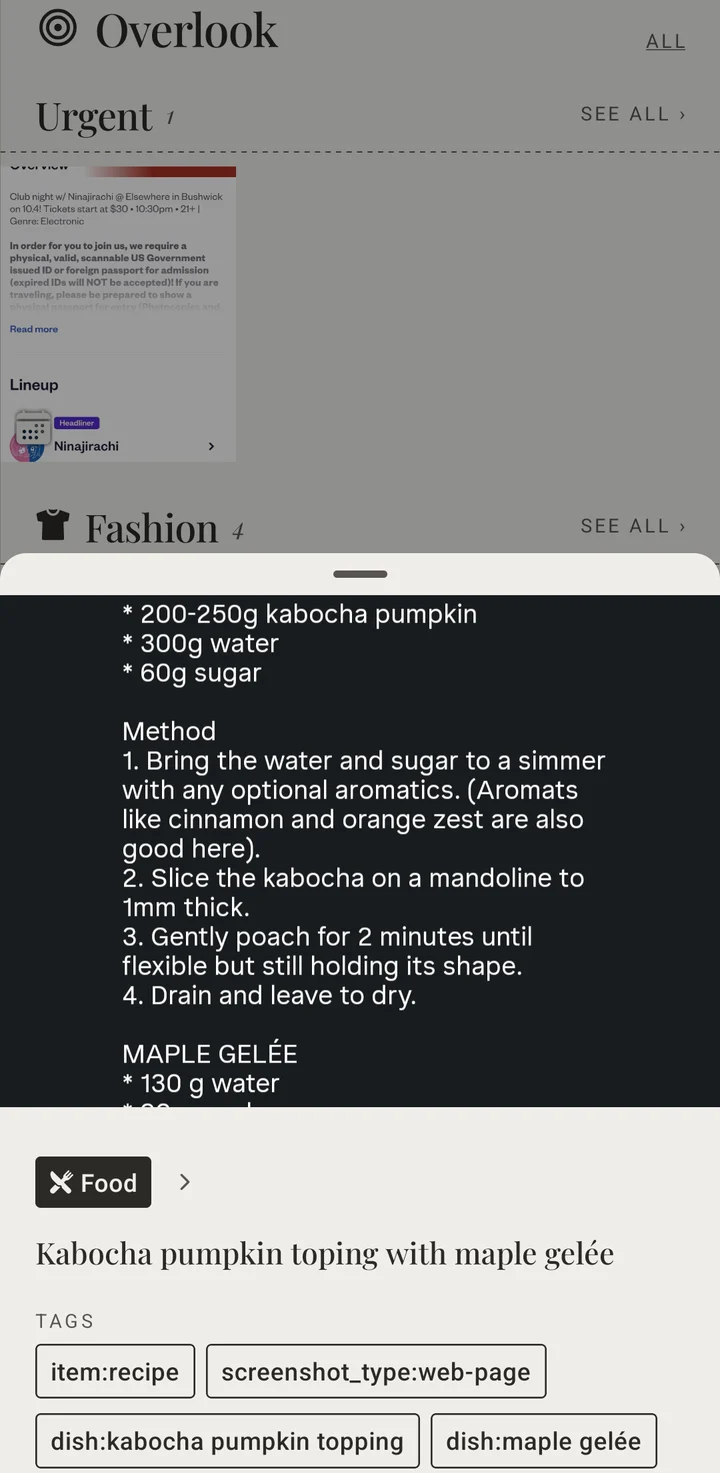 Overlook
ALL
Urgent 1
SEE ALL ›
Overview
Club night w/ Ninajirachi @ Elsewhere in Bushwick
on 10.4! Tickets start at $30 • 10:30pm • 21+ |
Genre: Electronic
In order for you to join us, we require a
physical, valid, scannable US Government
issued ID or foreign passport for admission
(expired IDs will NOT be accepted)! If you are
traveling, please be prepared to show a
physical passport for entry (Photocopies and
Read more
Lineup
Headliner
Ninajirachi
Fashion 4
SEE ALL ›
* 200-250g kabocha pumpkin
* 300g water
* 60g sugar
Method
1. Bring the water and sugar to a simmer
with any optional aromatics. (Aromats
like cinnamon and orange zest are also
good here).
2. Slice the kabocha on a mandoline to
1mm thick.
3. Gently poach for 2 minutes until
flexible but still holding its shape.
4. Drain and leave to dry.
MAPLE GELÉE
* 130 g water
Food
Kabocha pumpkin toping with maple gelée
TAGS
item:recipe
screenshot_type:web-page
dish:kabocha pumpkin topping
dish:maple gelée